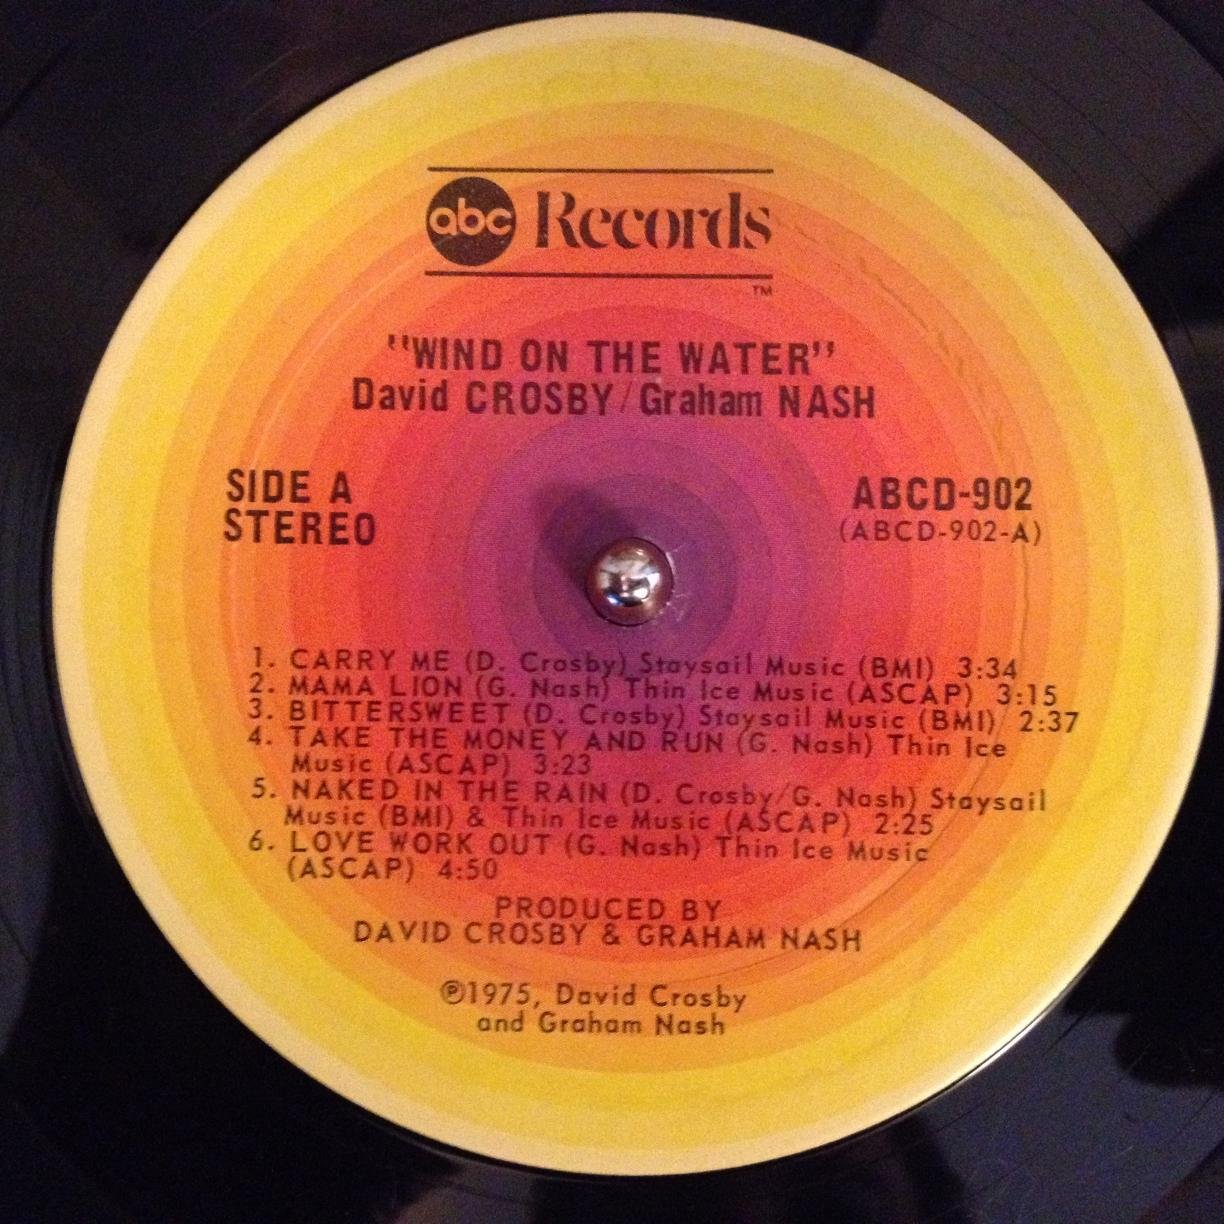 abc Records
TM
"WIND ON THE WATER"
David CROSBY/Graham NASH
SIDE A
STEREO
ABCD-902
(ABCD-902-A)
1. CARRY ME (D. Crosby) Staysail Music (BMI) 3:34
2. MAMA LION (G. Nash) Thin Ice Music (ASCAP) 3:15
3. BITTERSWEET (D. Crosby) Staysail Music (BMI) 2:37
4. TAKE THE MONEY AND RUN (G. Nash) Thin Ice
Music (ASCAP) 3:23
5. NAKED IN THE RAIN (D. Crosby/G. Nash) Staysail
Music (BMI) & Thin Ice Music (ASCAP) 2:25
6. LOVE WORK OUT (G. Nash) Thin Ice Music
(ASCAP) 4:50
PRODUCED BY
DAVID CROSBY & GRAHAM NASH
℗1975, David Crosby
and Graham Nash